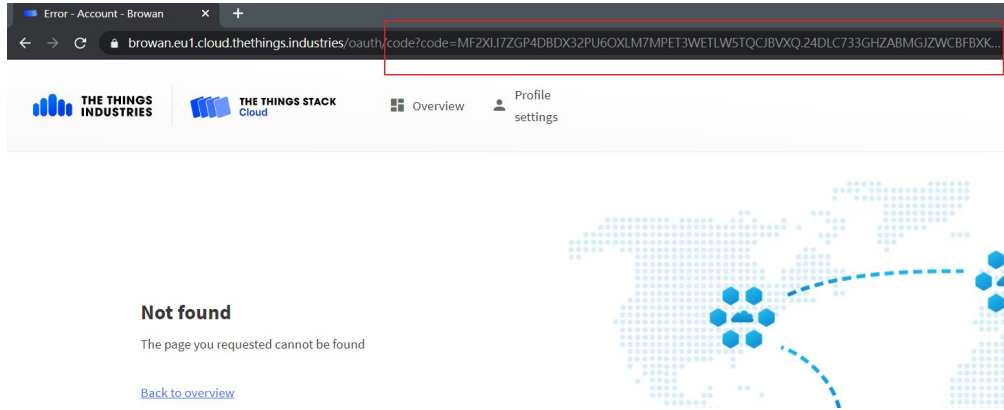 Error - Account - Browan
browan.eu1.cloud.thethings.industries/oauth/code?code=MF2XI.I7ZGP4DBDX32PU6OXLM7MPET3WETLW5TQCJBVXQ.24DLC733GHZABMGJZWCBFBXK...
THE THINGS
INDUSTRIES
THE THINGS STACK
Cloud
Overview
Profile
settings
Not found
The page you requested cannot be found
Back to overview